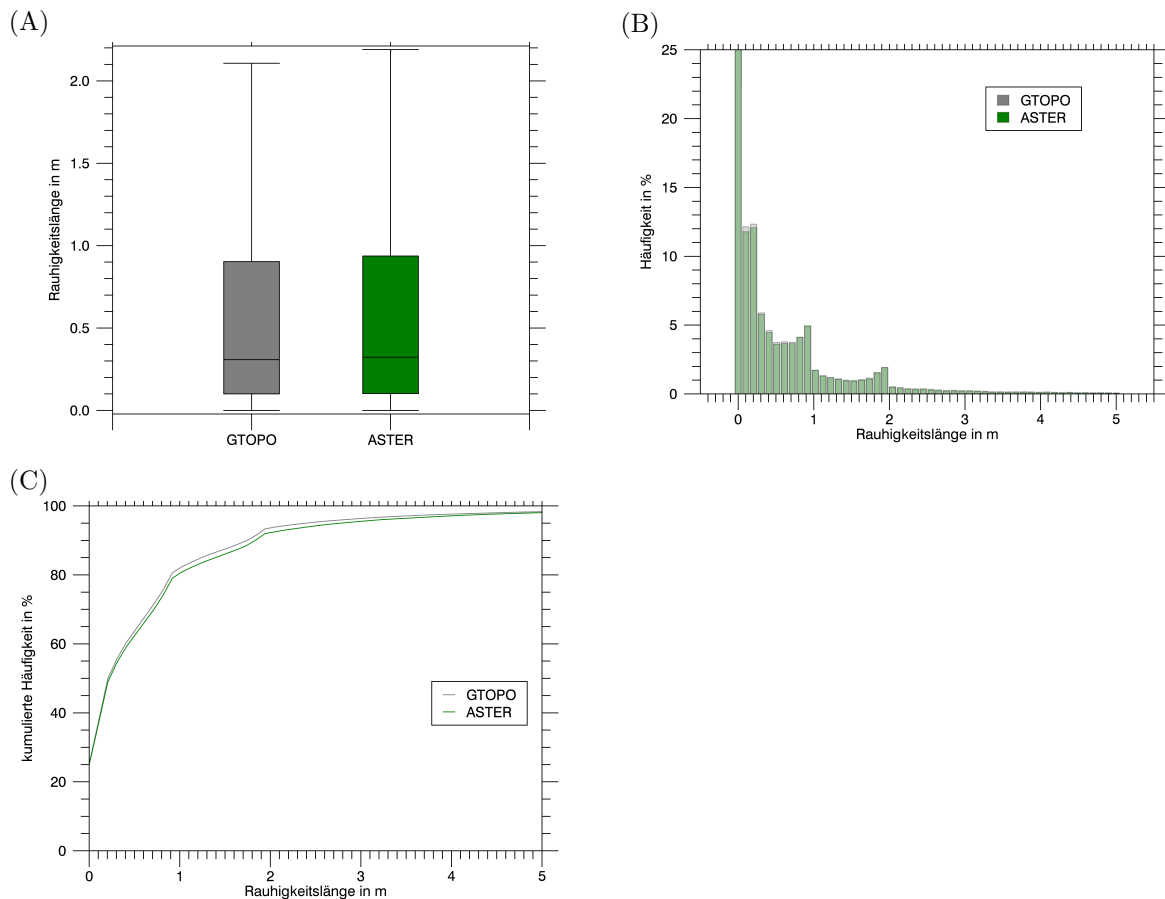 (A)
2.0
1.5
1.0
0.5
0.0
Rauhigkeitslänge in m
GTOPO
ASTER
(B)
25
20
15
10
5
0
Häufigkeit in %
GTOPO
ASTER
0 1 2 3 4 5
Rauhigkeitslänge in m
(C)
100
80
60
40
20
0
kumulierte Häufigkeit in %
GTOPO
ASTER
0 1 2 3 4 5
Rauhigkeitslänge in m